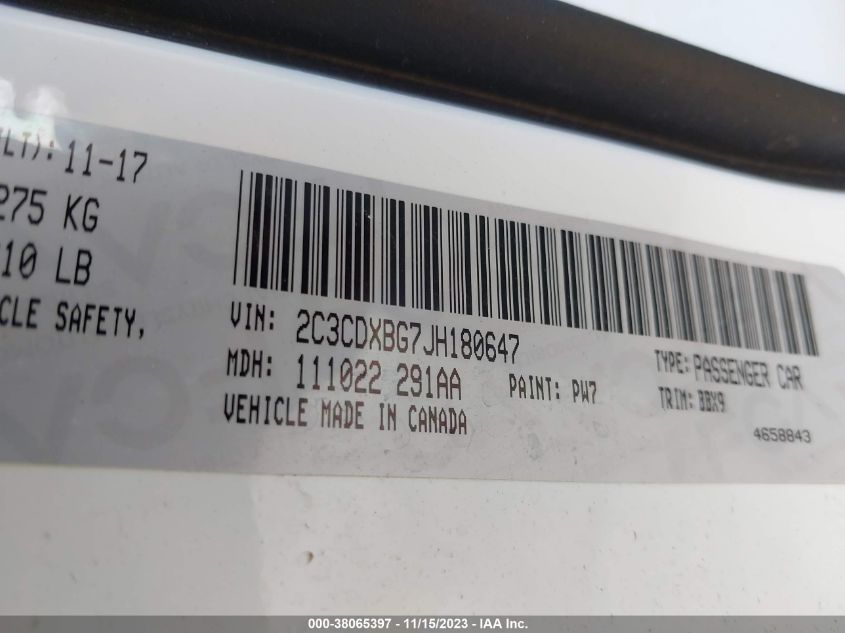 LT): 11-17
275 KG
10 LB
CLE SAFETY,
VIN: 2C3CDXBG7JH180647
MDH: 111022 291AA
PAINT: PW7
VEHICLE MADE IN CANADA
TYPE: PASSENGER CAR
TRIM: BBX9
4658843
000-38065397 - 11/15/2023 - IAA Inc.